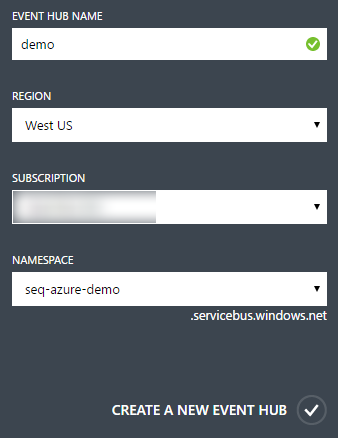 EVENT HUB NAME
demo
REGION
West US
SUBSCRIPTION
NAMESPACE
seq-azure-demo
.servicebus.windows.net
CREATE A NEW EVENT HUB